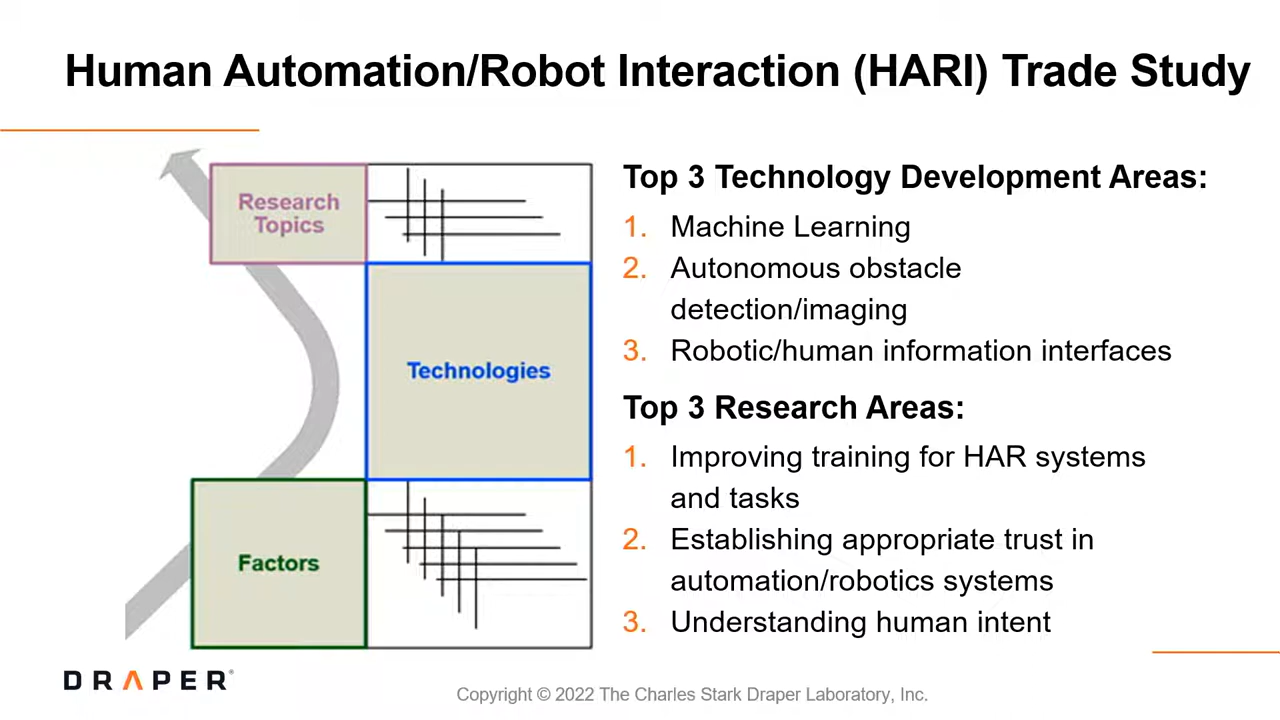 Human Automation/Robot Interaction (HARI) Trade Study
Research
Topics
Technologies
Factors
Top 3 Technology Development Areas:
1. Machine Learning
2. Autonomous obstacle
detection/imaging
3. Robotic/human information interfaces
Top 3 Research Areas:
1. Improving training for HAR systems
and tasks
2. Establishing appropriate trust in
automation/robotics systems
3. Understanding human intent
DRAPER®
Copyright © 2022 The Charles Stark Draper Laboratory, Inc.